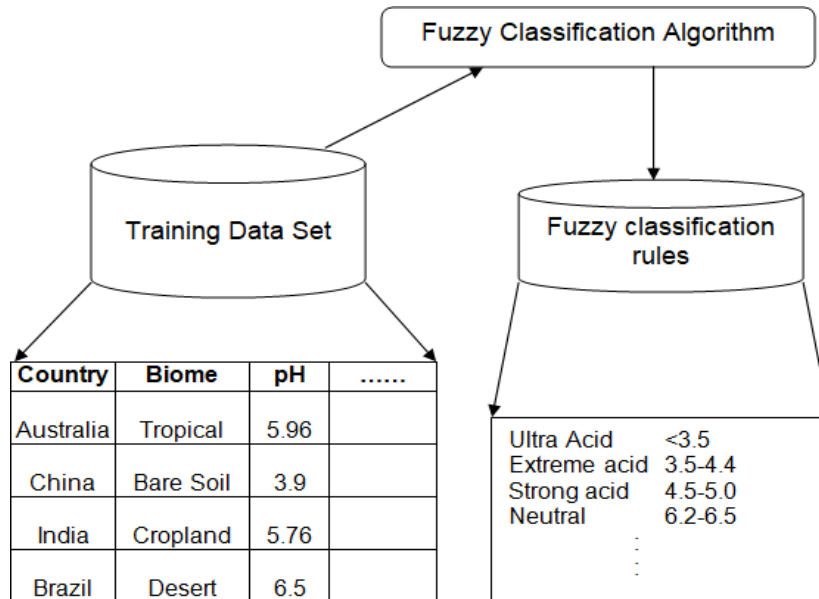 Fuzzy Classification Algorithm
Training Data Set
Fuzzy classification
rules
Country Biome pH ......
Australia Tropical 5.96
China Bare Soil 3.9
India Cropland 5.76
Brazil Desert 6.5
Ultra Acid <3.5
Extreme acid 3.5-4.4
Strong acid 4.5-5.0
Neutral 6.2-6.5